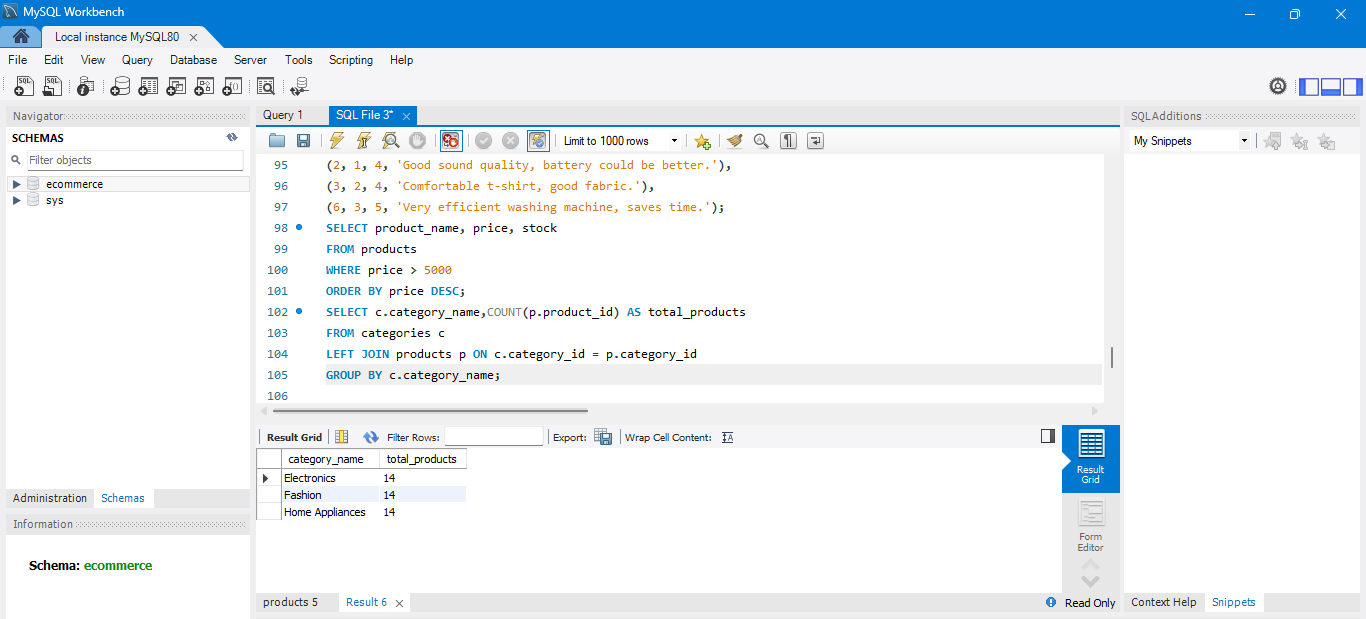 MySQL Workbench
Local instance MySQL80
File Edit View Query Database Server Tools Scripting Help
Navigator
SCHEMAS
Filter objects
ecommerce
sys
Administration Schemas
Information
Schema: ecommerce
Query 1 SQL File 3*
Limit to 1000 rows
95 (2, 1, 4, 'Good sound quality, battery could be better.'),
96 (3, 2, 4, 'Comfortable t-shirt, good fabric.'),
97 (6, 3, 5, 'Very efficient washing machine, saves time.');
98 SELECT product_name, price, stock
99 FROM products
100 WHERE price > 5000
101 ORDER BY price DESC;
102 SELECT c.category_name,COUNT(p.product_id) AS total_products
103 FROM categories c
104 LEFT JOIN products p ON c.category_id = p.category_id
105 GROUP BY c.category_name;
106
Result Grid Filter Rows: Export: Wrap Cell Content:
category_name total_products
Electronics 14
Fashion 14
Home Appliances 14
Result
Grid
Form
Editor
products 5 Result 6
Read Only
SQLAdditions
My Snippets
Context Help Snippets